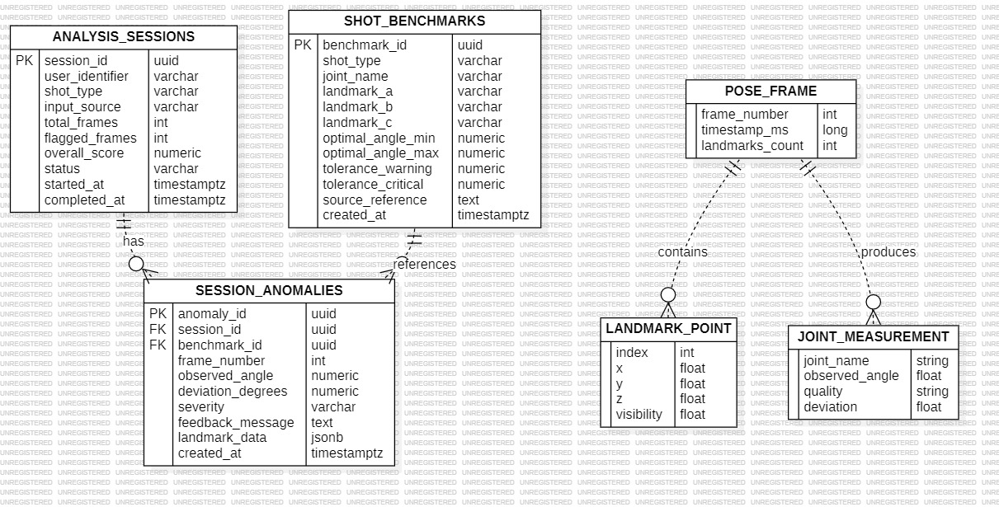 ANALYSIS_SESSIONS
PK session_id uuid
user_identifier varchar
shot_type varchar
input_source varchar
total_frames int
flagged_frames int
overall_score numeric
status varchar
started_at timestamptz
completed_at timestamptz
SHOT_BENCHMARKS
PK benchmark_id uuid
shot_type varchar
joint_name varchar
landmark_a varchar
landmark_b varchar
landmark_c varchar
optimal_angle_min numeric
optimal_angle_max numeric
tolerance_warning numeric
tolerance_critical numeric
source_reference text
created_at timestamptz
has
references
SESSION_ANOMALIES
PK anomaly_id uuid
FK session_id uuid
FK benchmark_id uuid
frame_number int
observed_angle numeric
deviation_degrees numeric
severity varchar
feedback_message text
landmark_data jsonb
created_at timestamptz
POSE_FRAME
frame_number int
timestamp_ms long
landmarks_count int
contains
produces
LANDMARK_POINT
index int
x float
y float
z float
visibility float
JOINT_MEASUREMENT
joint_name string
observed_angle float
quality string
deviation float
UNREGISTERED